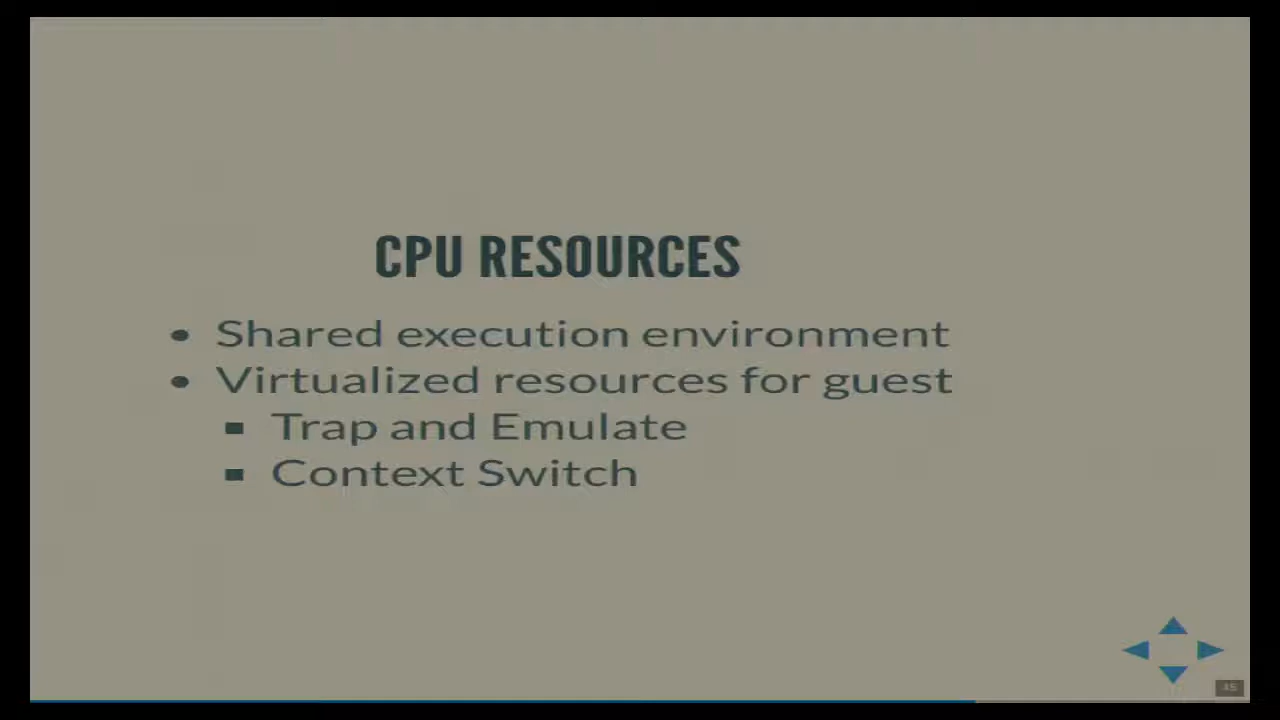 CPU RESOURCES
• Shared execution environment
• Virtualized resources for guest
▪ Trap and Emulate
▪ Context Switch